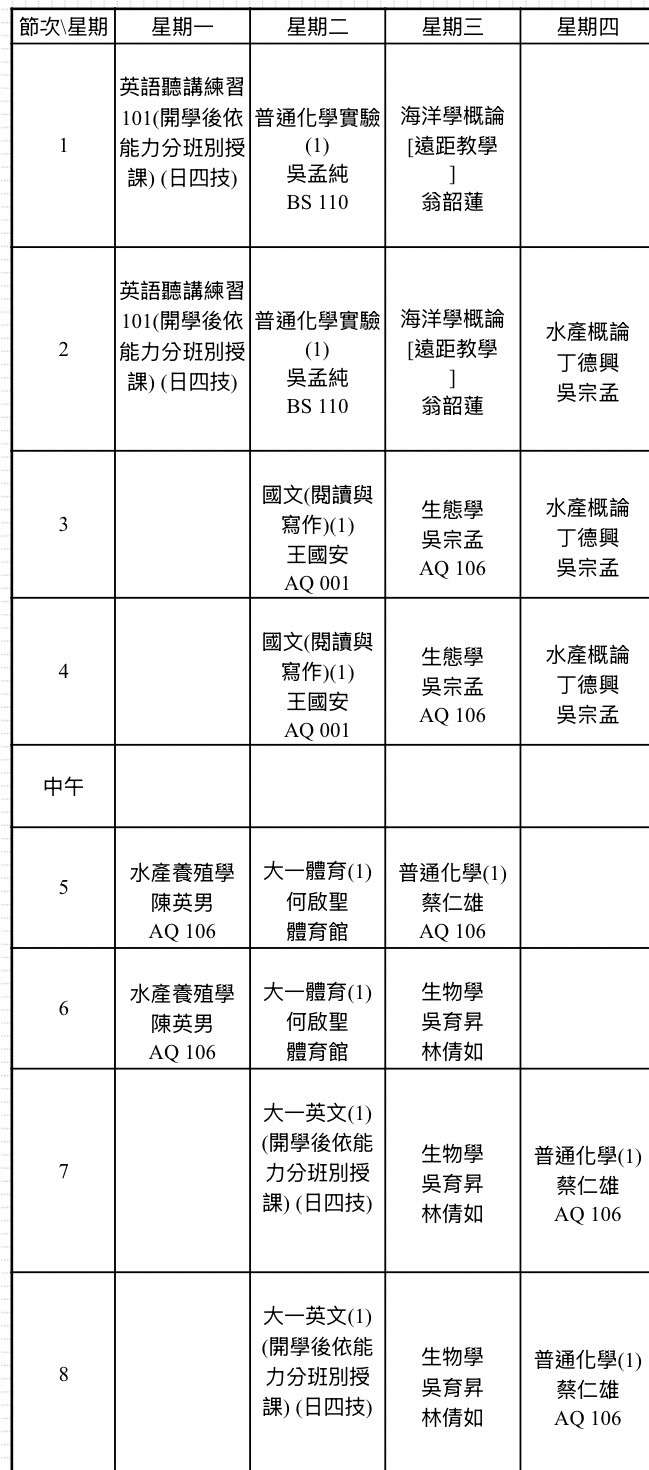 節次\星期 星期一 星期二 星期三 星期四
1
英語聽講練習
101(開學後依
能力分班別授
課) (日四技)
普通化學實驗
(1)
吳孟純
BS 110
海洋學概論
[遠距教學
]
翁韶蓮
2
英語聽講練習
101(開學後依
能力分班別授
課) (日四技)
普通化學實驗
(1)
吳孟純
BS 110
海洋學概論
[遠距教學
]
翁韶蓮
水產概論
丁德興
吳宗孟
3
國文(閱讀與
寫作)(1)
王國安
AQ 001
生態學
吳宗孟
AQ 106
水產概論
丁德興
吳宗孟
4
國文(閱讀與
寫作)(1)
王國安
AQ 001
生態學
吳宗孟
AQ 106
水產概論
丁德興
吳宗孟
中午
5
水產養殖學
陳英男
AQ 106
大一體育(1)
何啟聖
體育館
普通化學(1)
蔡仁雄
AQ 106
6
水產養殖學
陳英男
AQ 106
大一體育(1)
何啟聖
體育館
生物學
吳育昇
林倩如
7
大一英文(1)
(開學後依能
力分班別授
課) (日四技)
生物學
吳育昇
林倩如
普通化學(1)
蔡仁雄
AQ 106
8
大一英文(1)
(開學後依能
力分班別授
課) (日四技)
生物學
吳育昇
林倩如
普通化學(1)
蔡仁雄
AQ 106